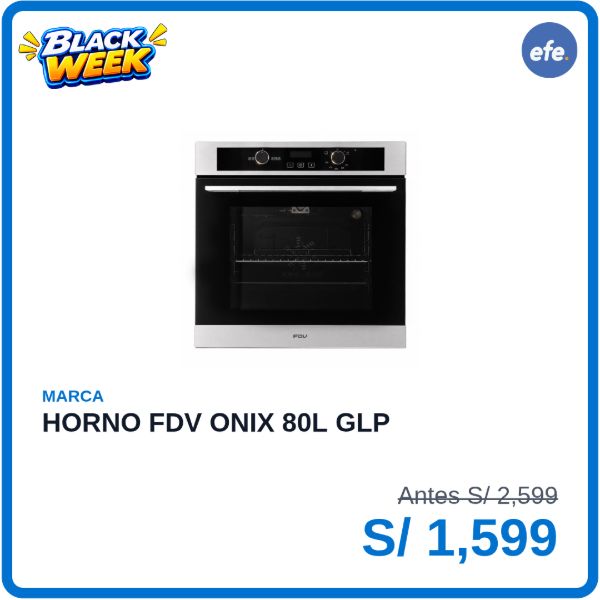 BLACK
WEEK
efe.
FDV
MARCA
HORNO FDV ONIX 80L GLP
Antes S/ 2,599
S/ 1,599